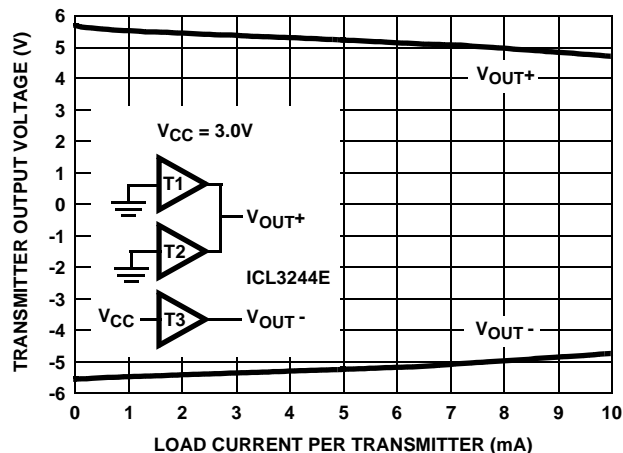 TRANSMITTER OUTPUT VOLTAGE (V)
6
5
4
3
2
1
0
-1
-2
-3
-4
-5
-6
VOUT+
VCC = 3.0V
T1
VOUT+
T2
ICL3244E
VCC
T3
VOUT -
VOUT -
0 1 2 3 4 5 6 7 8 9 10
LOAD CURRENT PER TRANSMITTER (mA)